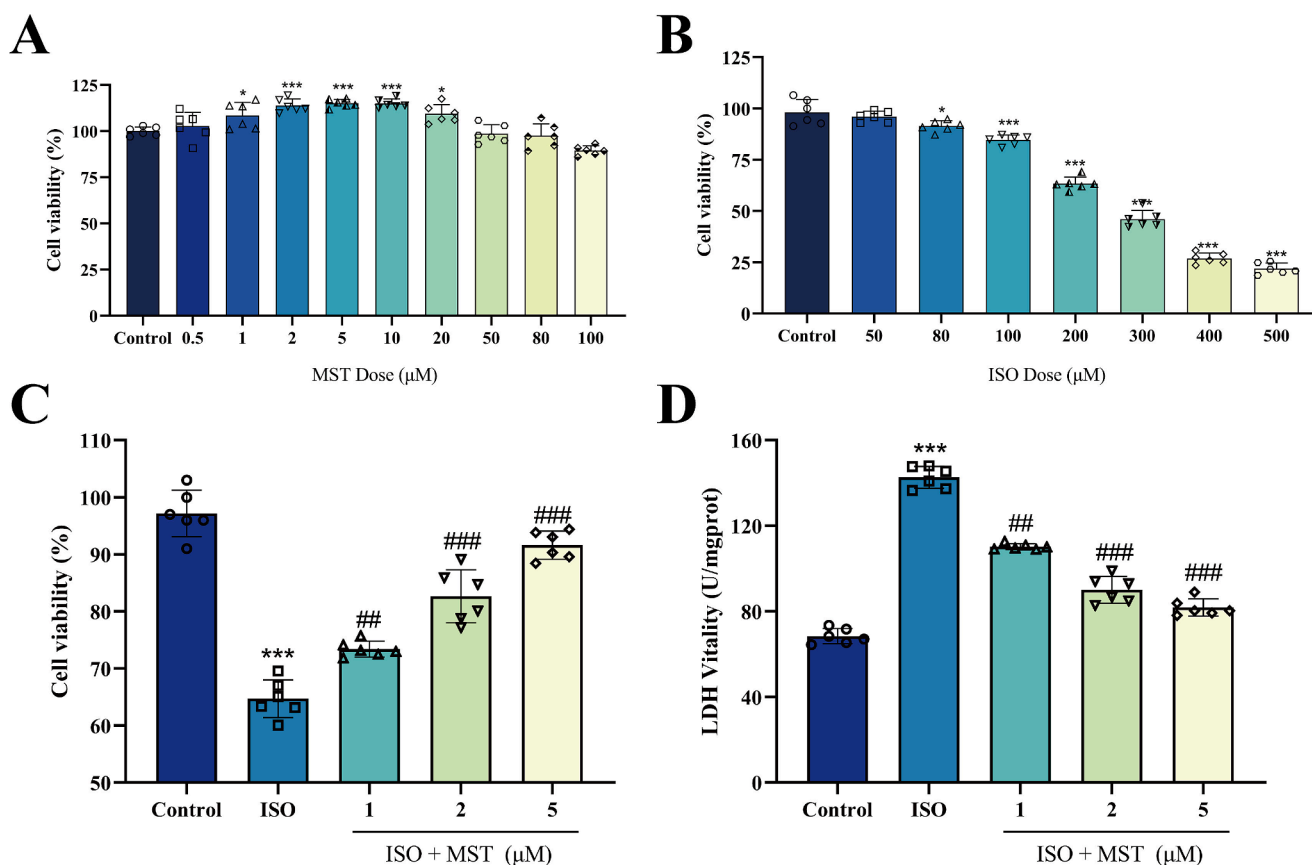 A
Cell viability (%)
125
100
75
50
25
0
*
***
***
***
*
Control 0.5 1 2 5 10 20 50 80 100
MST Dose (μM)
B
Cell viability (%)
125
100
75
50
25
0
*
***
***
***
***
***
Control 50 80 100 200 300 400 500
ISO Dose (μM)
C
Cell viability (%)
110
100
90
80
70
60
50
***
##
###
###
Control ISO 1 2 5
ISO + MST (μM)
D
LDH Vitality (U/mgprot)
160
120
80
40
0
***
##
###
###
Control ISO 1 2 5
ISO + MST (μM)